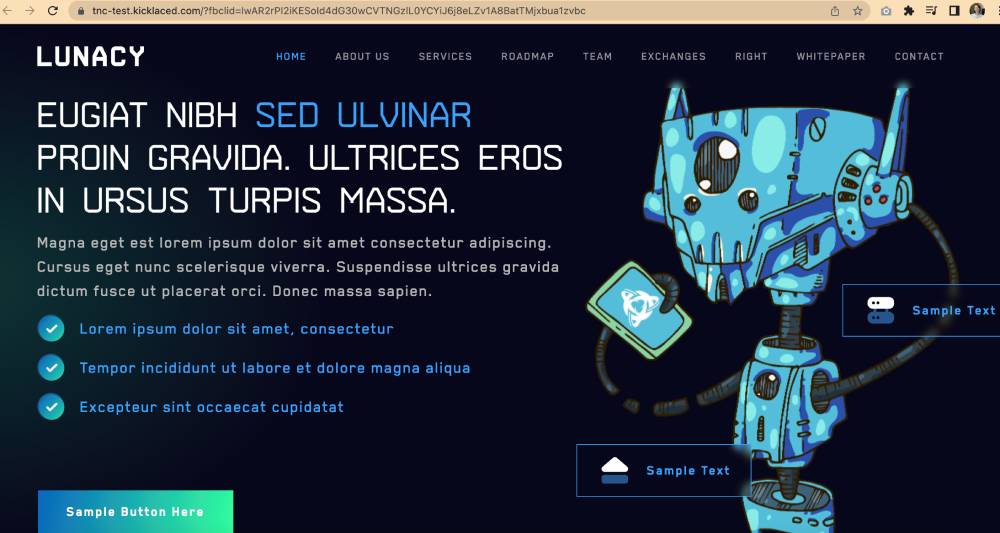 tnc-test.kicklaced.com/?fbclid=IwAR2rPI2iKESold4dG30wCVTNGzlL0YCYiJ6j8eLZv1A8BatTMjxbua1zvbc
LUNACY
HOME ABOUT US SERVICES ROADMAP TEAM EXCHANGES RIGHT WHITEPAPER CONTACT
EUGIAT NIBH SED ULVINAR
PROIN GRAVIDA. ULTRICES EROS
IN URSUS TURPIS MASSA.
Magna eget est lorem ipsum dolor sit amet consectetur adipiscing.
Cursus eget nunc scelerisque viverra. Suspendisse ultrices gravida
dictum fusce ut placerat orci. Donec massa sapien.
Lorem ipsum dolor sit amet, consectetur
Tempor incididunt ut labore et dolore magna aliqua
Excepteur sint occaecat cupidatat
Sample Button Here
Sample Text
Sample Text